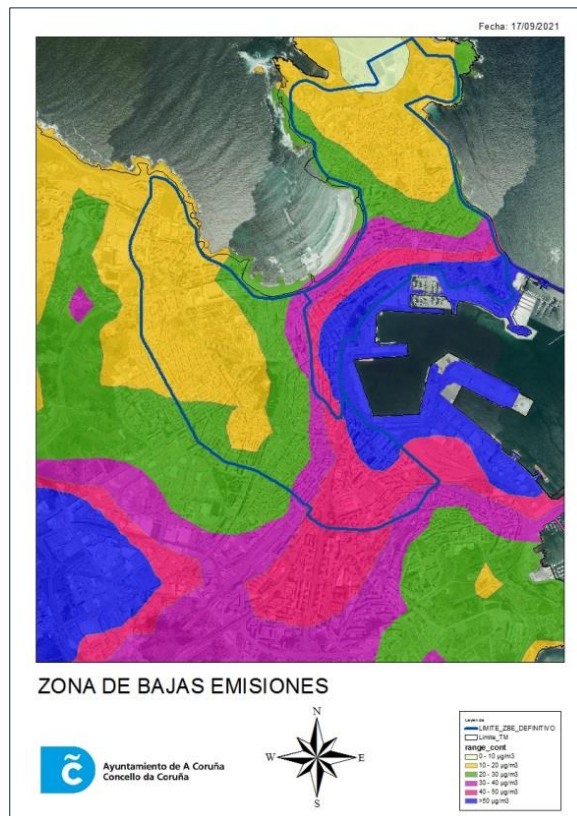 Fecha: 17/09/2021
ZONA DE BAJAS EMISIONES
Ayuntamiento de A Coruña
Concello da Coruña
N
W
E
S
Leyenda
LIMITE_ZBE_DEFINITIVO
Limite_TM
range_cont
0 - 10 µg/m3
10 - 20 µg/m3
20 - 30 µg/m3
30 - 40 µg/m3
40 - 50 µg/m3
>50 µg/m3